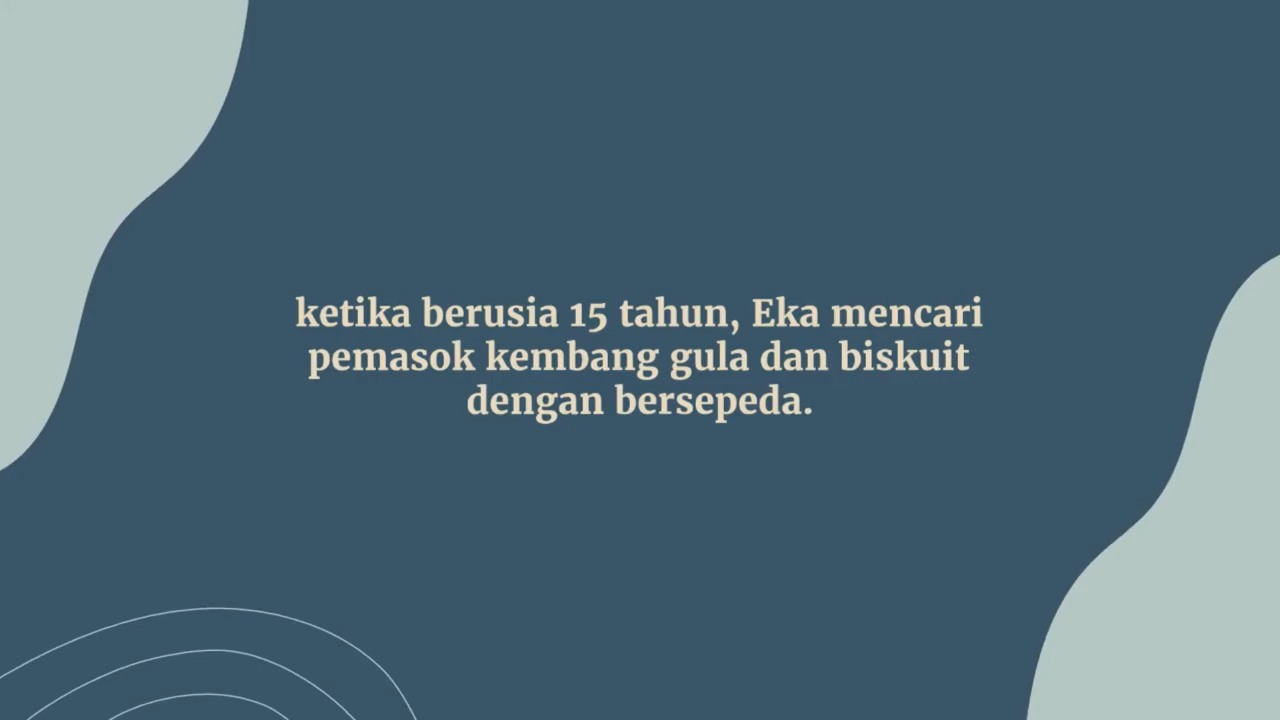 ketika berusia 15 tahun, Eka mencari
pemasok kembang gula dan biskuit
dengan bersepeda.